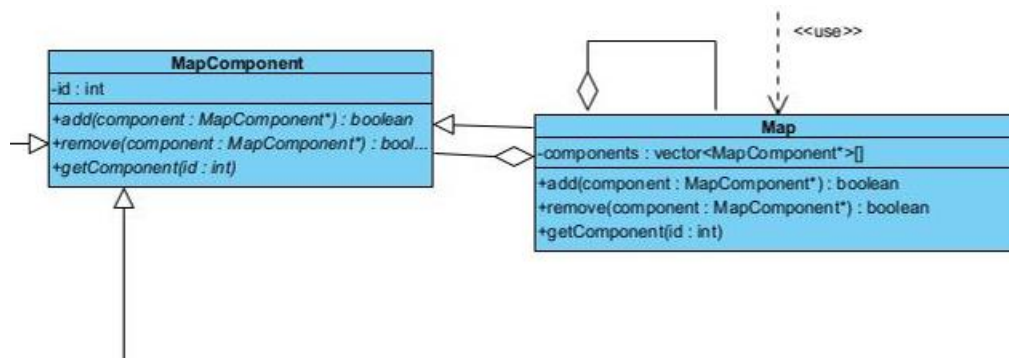 <<use>>
MapComponent
-id : int
+add(component : MapComponent*) : boolean
+remove(component : MapComponent*) : bool...
+getComponent(id : int)
Map
-components : vector<MapComponent*>[]
+add(component : MapComponent*) : boolean
+remove(component : MapComponent*) : boolean
+getComponent(id : int)